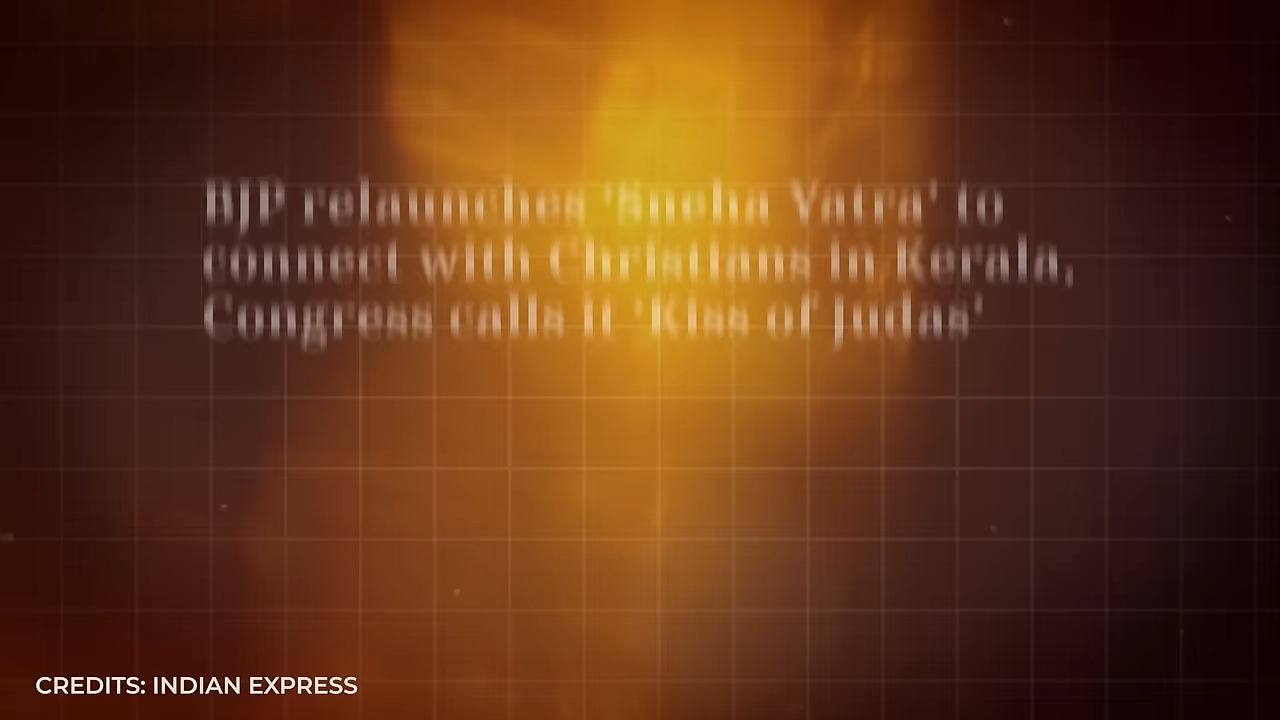 BJP relaunches 'Sneha Yatra' to
connect with Christians in Kerala,
Congress calls it 'Kiss of Judas'
CREDITS: INDIAN EXPRESS